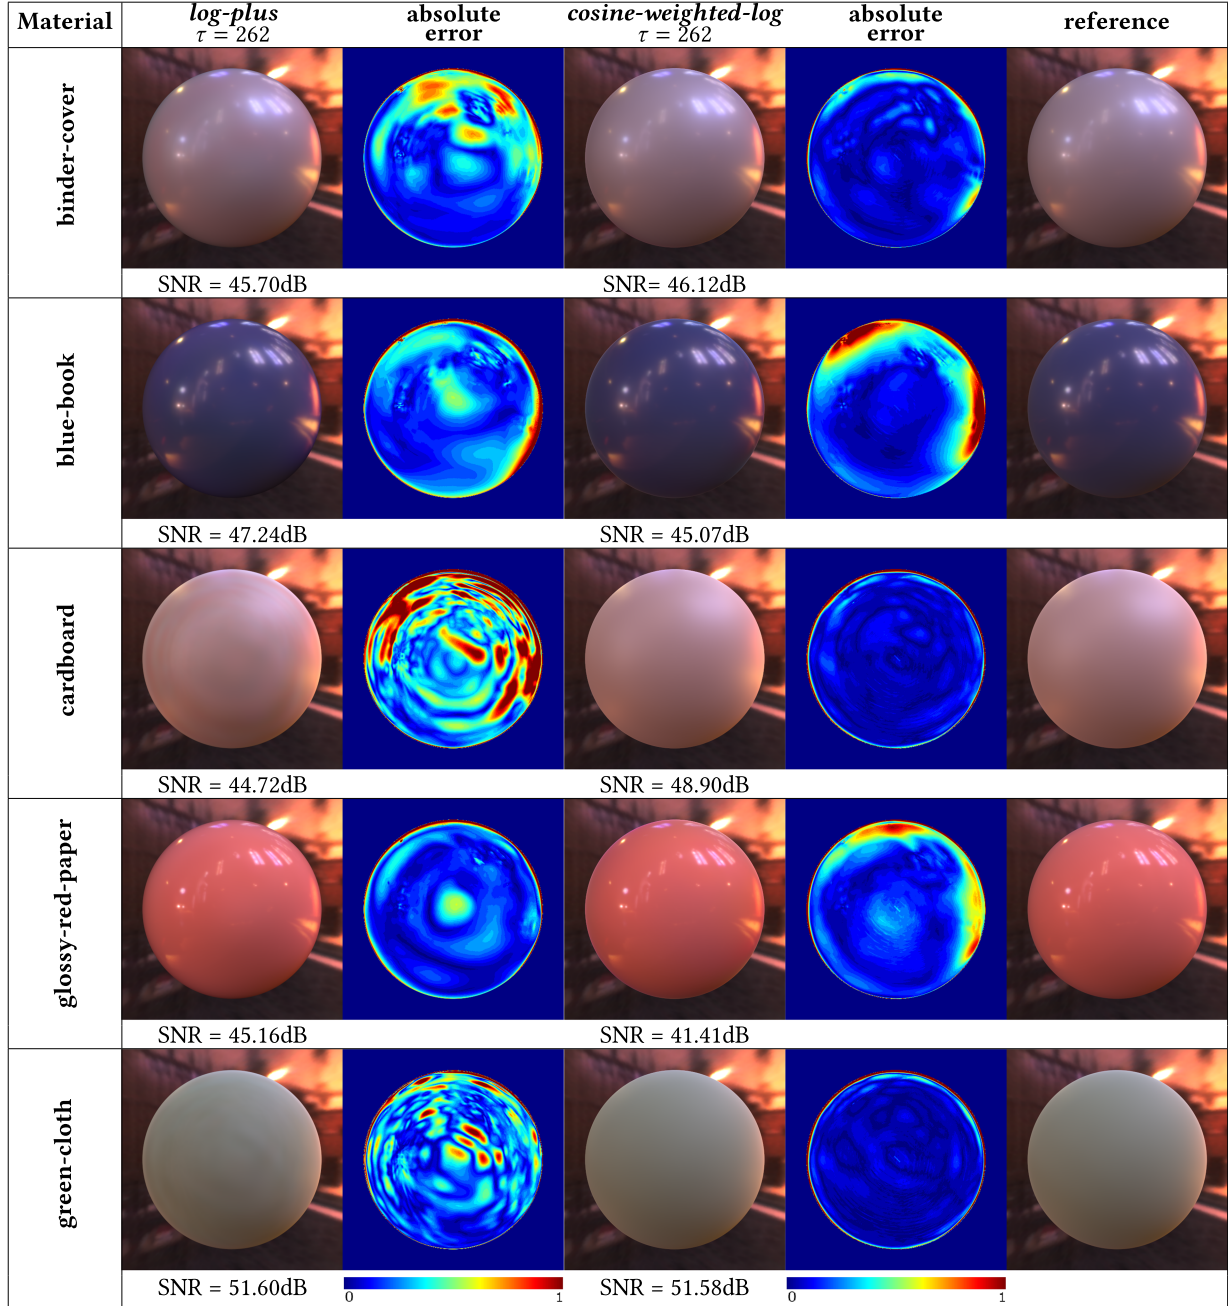 Material
log-plus
τ = 262
absolute
error
cosine-weighted-log
τ = 262
absolute
error
reference
binder-cover
SNR = 45.70dB
SNR= 46.12dB
blue-book
SNR = 47.24dB
SNR = 45.07dB
cardboard
SNR = 44.72dB
SNR = 48.90dB
glossy-red-paper
SNR = 45.16dB
SNR = 41.41dB
green-cloth
SNR = 51.60dB
0 1
SNR = 51.58dB
0 1